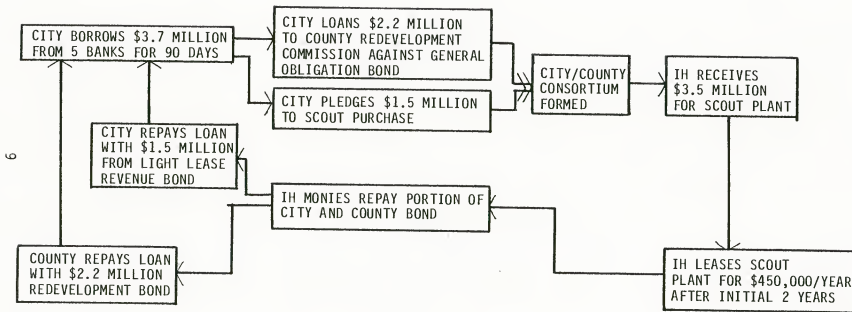 CITY BORROWS $3.7 MILLION
FROM 5 BANKS FOR 90 DAYS
CITY LOANS $2.2 MILLION
TO COUNTY REDEVELOPMENT
COMMISSION AGAINST GENERAL
OBLIGATION BOND
CITY PLEDGES $1.5 MILLION
TO SCOUT PURCHASE
CITY/COUNTY
CONSORTIUM
FORMED
IH RECEIVES
$3.5 MILLION
FOR SCOUT PLANT
CITY REPAYS LOAN
WITH $1.5 MILLION
FROM LIGHT LEASE
REVENUE BOND
IH MONIES REPAY PORTION OF
CITY AND COUNTY BOND
COUNTY REPAYS LOAN
WITH $2.2 MILLION
REDEVELOPMENT BOND
IH LEASES SCOUT
PLANT FOR $450,000/YEAR
AFTER INITIAL 2 YEARS
9